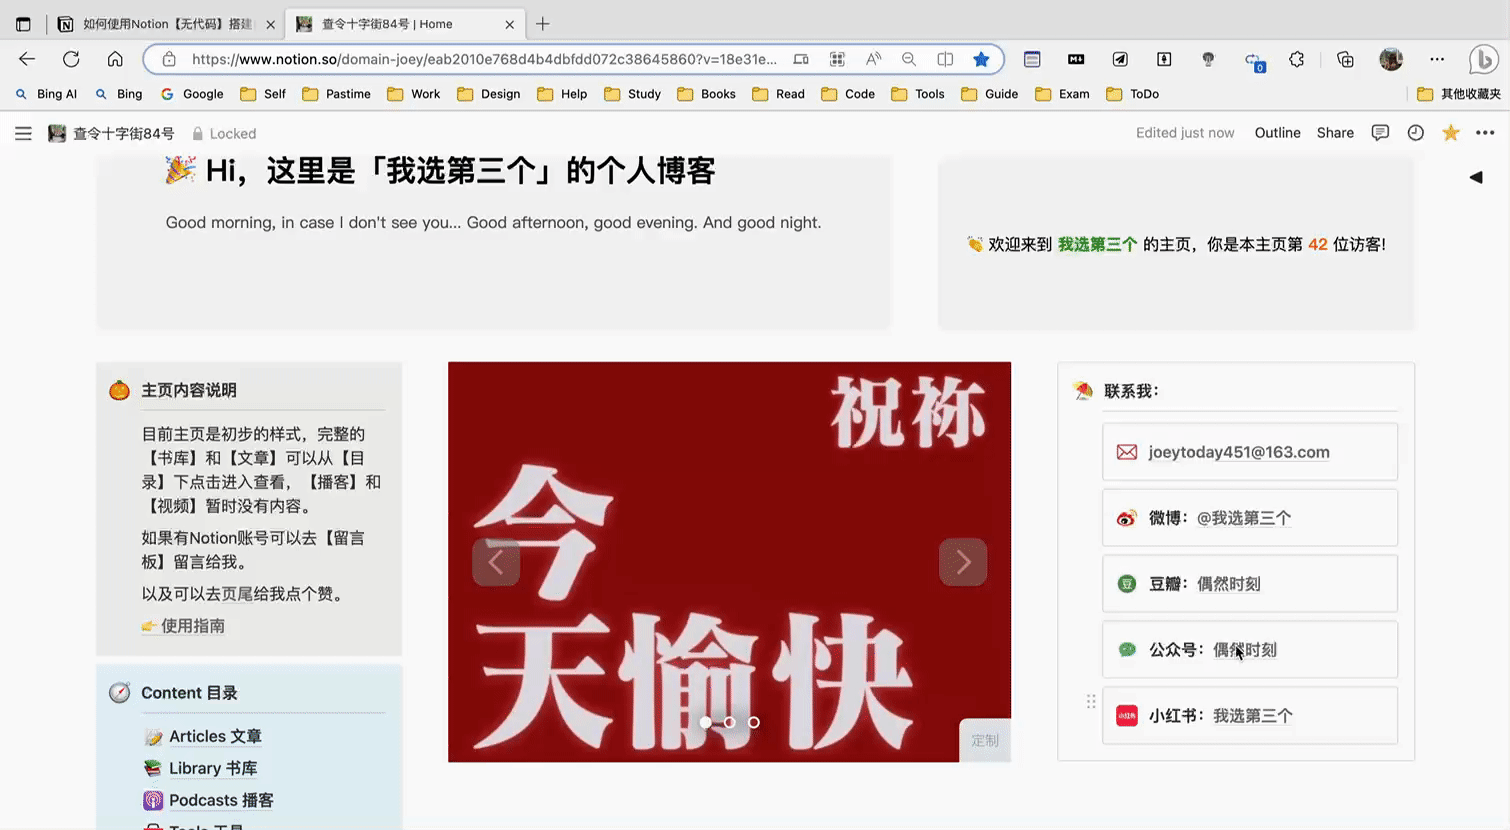 如何使用Notion【无代码】搭建
查令十字街84号 | Home
https://www.notion.so/domain-joey/eab2010e768d4b4dbfdd072c38645860?v=18e31e...
0
Bing AI
Bing
Google
Self
Pastime
Work
Design
Help
Study
Books
Read
Code
Tools
Guide
Exam
ToDo
其他收藏夹
查令十字街84号
Locked
Edited just now
Outline
Share
Hi，这里是「我选第三个」的个人博客
Good morning, in case I don't see you... Good afternoon, good evening. And good night.
欢迎来到 我选第三个 的主页，你是本主页第 42 位访客!
主页内容说明
目前主页是初步的样式，完整的
【书库】和【文章】可以从【目
录】下点击进入查看，【播客】和
【视频】暂时没有内容。
如果有Notion账号可以去【留言
板】留言给我。
以及可以去页尾给我点个赞。
使用指南
Content 目录
Articles 文章
Library 书库
Podcasts 播客
Tools 工具
祝祢
今
天愉快
定制
联系我：
joeytoday451@163.com
微博：@我选第三个
豆瓣：偶然时刻
公众号：偶然时刻
小红书：我选第三个